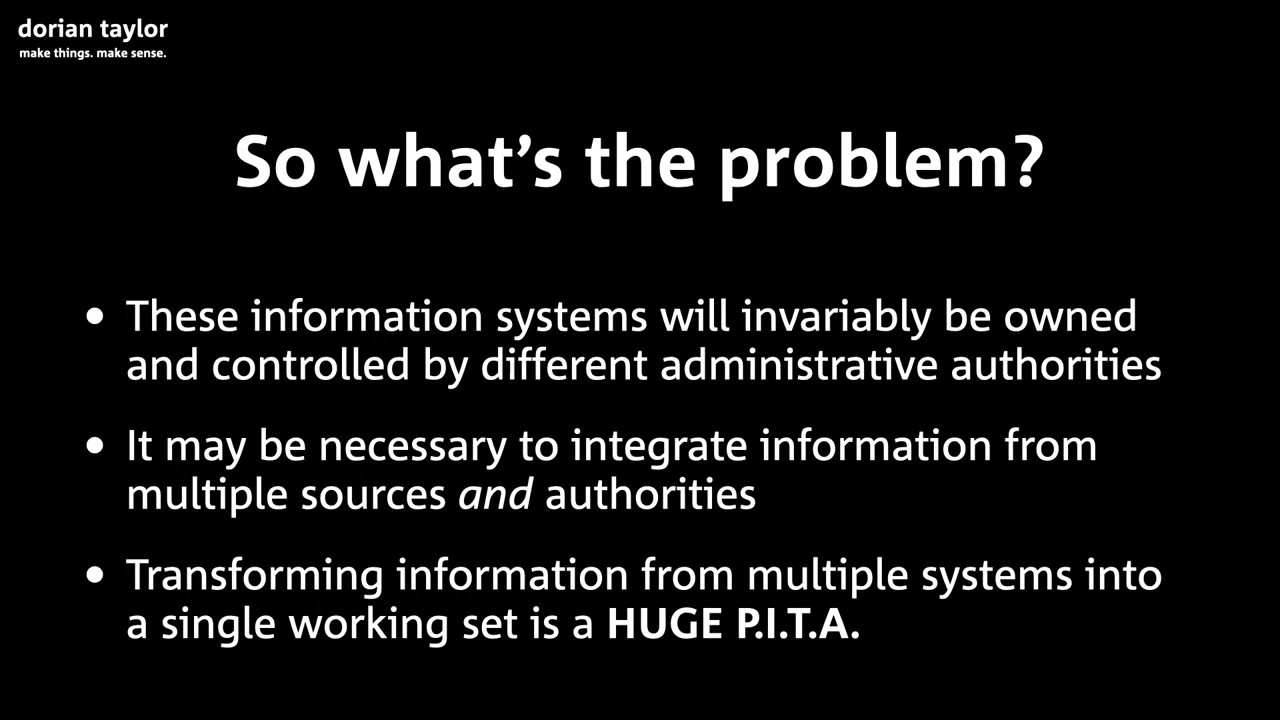 dorian taylor
make things. make sense.
So what’s the problem?
• These information systems will invariably be owned
and controlled by different administrative authorities
• It may be necessary to integrate information from
multiple sources and authorities
• Transforming information from multiple systems into
a single working set is a HUGE P.I.T.A.